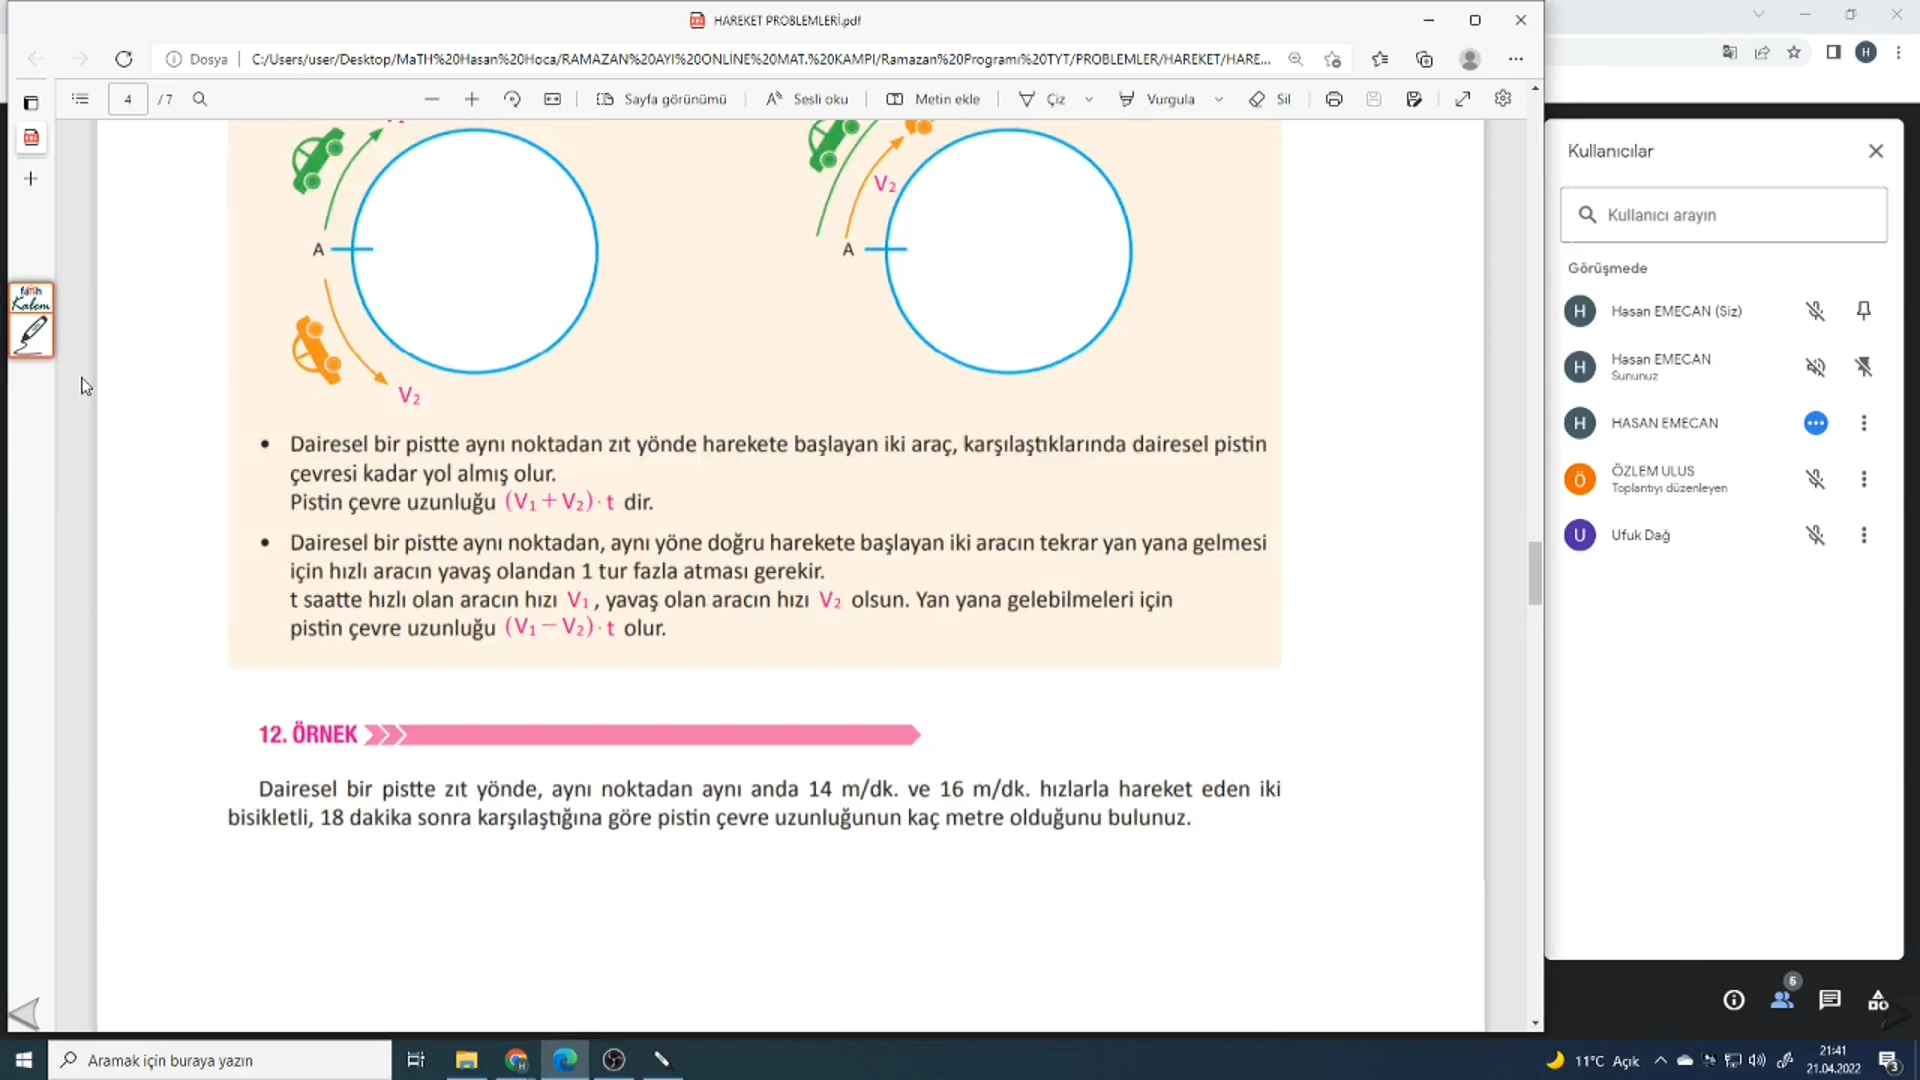 HAREKET PROBLEMLERİ.pdf
Dosya
C:/Users/user/Desktop/MaTH%20Hasan%20Hoca/RAMAZAN%20AYI%20ONLİNE%20MAT.%20KAMPI/Ramazan%20Programı%20TYT/PROBLEMLER/HAREKET/HARE...
4 /7
Sayfa görünümü
Sesli oku
Metin ekle
Çiz
Vurgula
Sil
V2
A
A
V2
fatih
Kalem
• Dairesel bir pistte aynı noktadan zıt yönde harekete başlayan iki araç, karşılaştıklarında dairesel pistin
çevresi kadar yol almış olur.
Pistin çevre uzunluğu (V1 + V2) · t dir.
• Dairesel bir pistte aynı noktadan, aynı yöne doğru harekete başlayan iki aracın tekrar yan yana gelmesi
için hızlı aracın yavaş olandan 1 tur fazla atması gerekir.
t saatte hızlı olan aracın hızı V1, yavaş olan aracın hızı V2 olsun. Yan yana gelebilmeleri için
pistin çevre uzunluğu (V1 − V2) · t olur.
12. ÖRNEK
Dairesel bir pistte zıt yönde, aynı noktadan aynı anda 14 m/dk. ve 16 m/dk. hızlarla hareket eden iki
bisikletli, 18 dakika sonra karşılaştığına göre pistin çevre uzunluğunun kaç metre olduğunu bulunuz.
H
Kullanıcılar
Kullanıcı arayın
Görüşmede
H Hasan EMECAN (Siz)
H Hasan EMECAN
Sununuz
H HASAN EMECAN
Ö ÖZLEM ULUS
Toplantıyı düzenleyen
U Ufuk Dağ
Aramak için buraya yazın
11°C Açık
21:41
21.04.2022
3